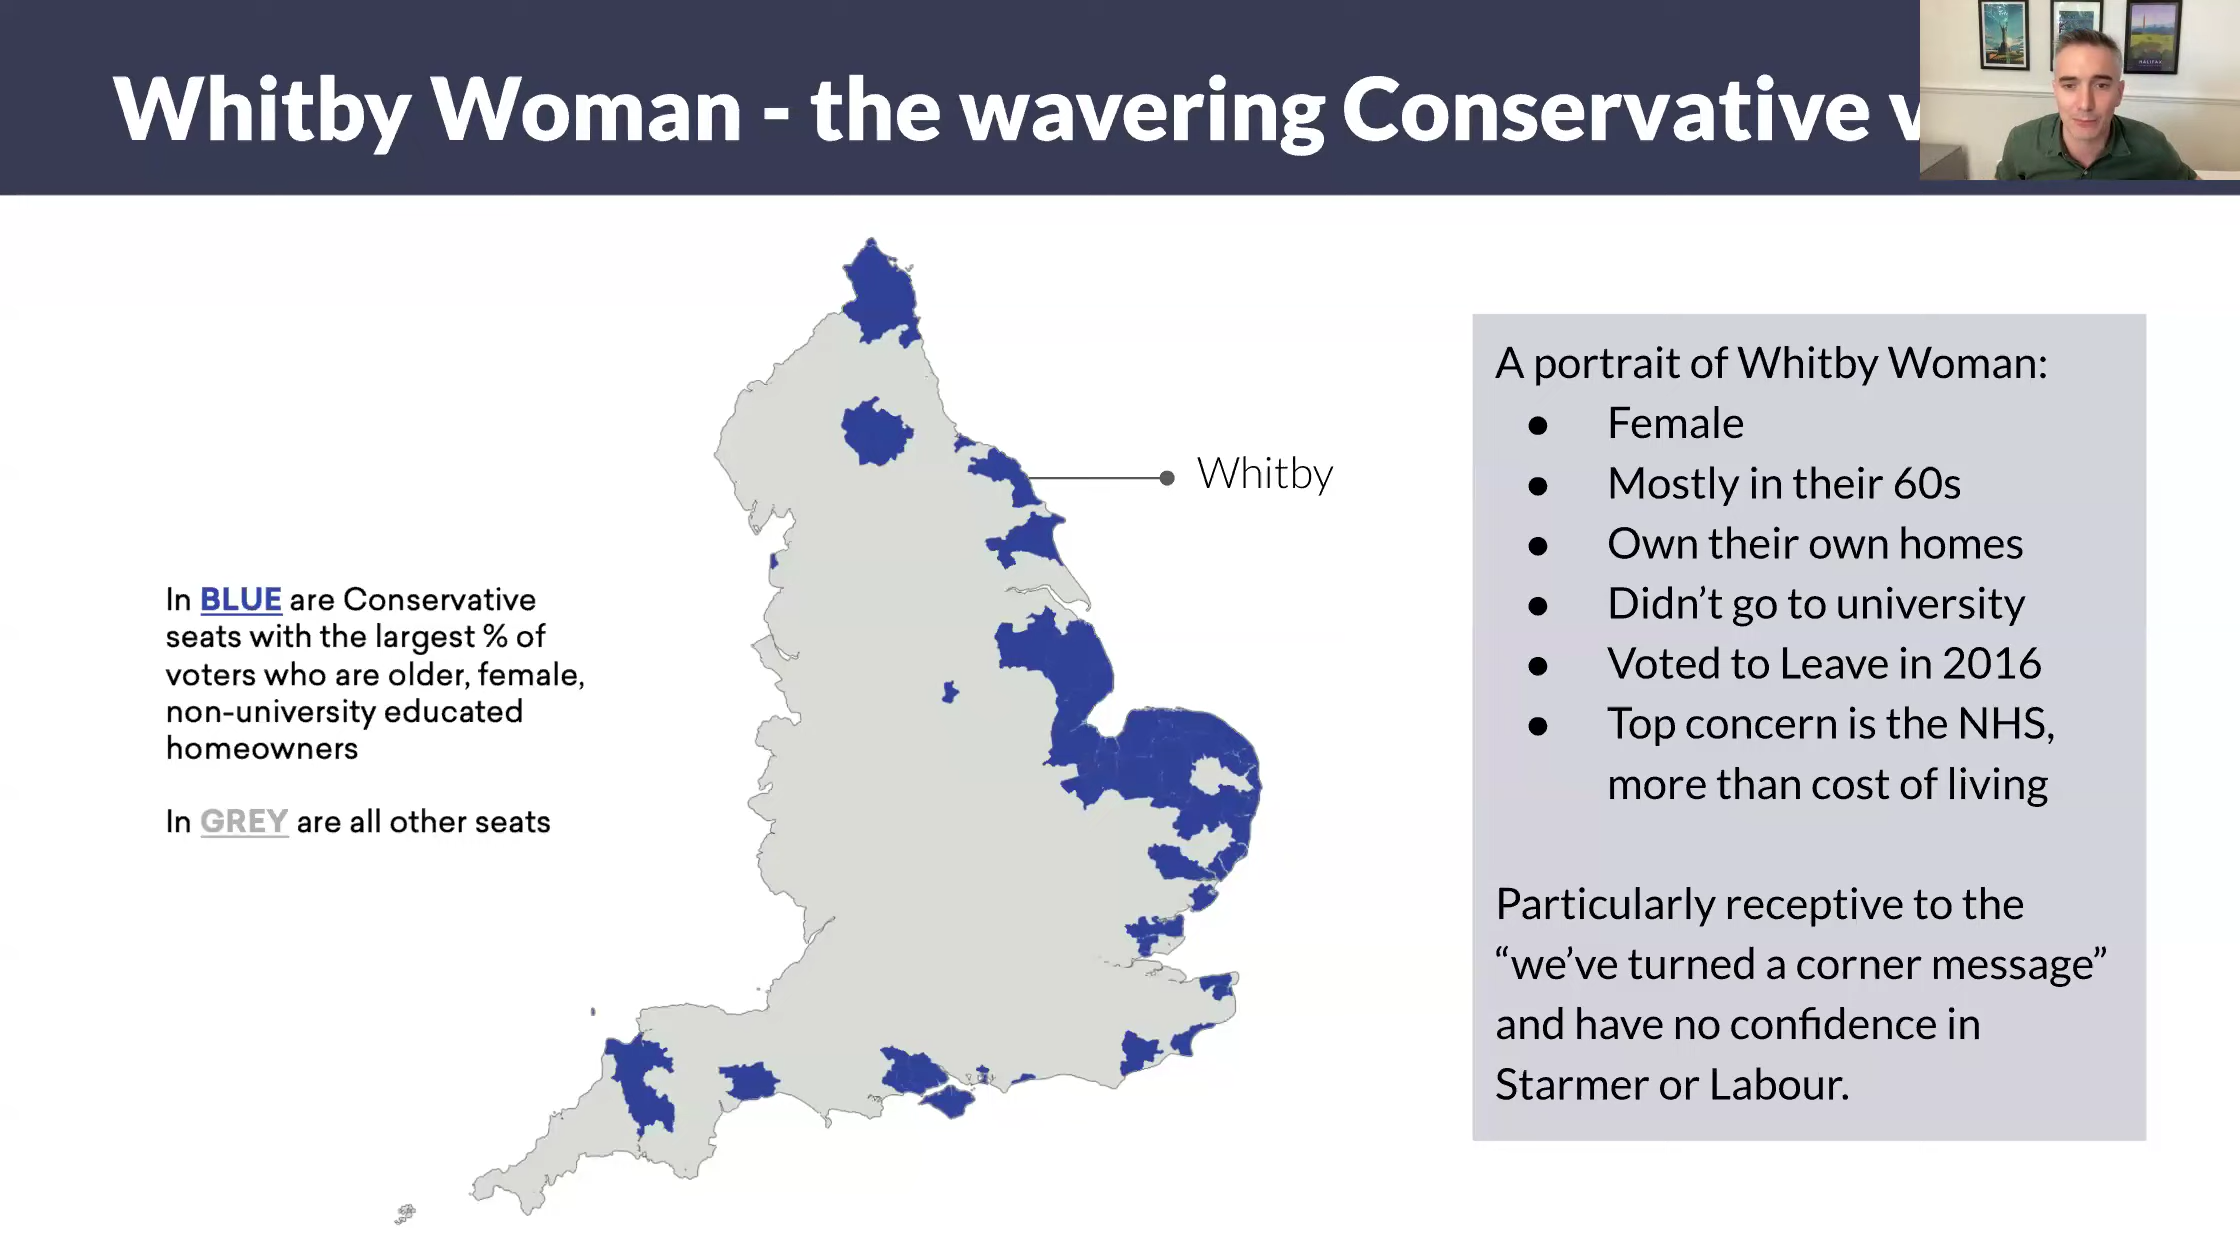 Whitby Woman - the wavering Conservative
A portrait of Whitby Woman:
● Female
● Mostly in their 60s
● Own their own homes
● Didn’t go to university
● Voted to Leave in 2016
● Top concern is the NHS,
more than cost of living
Particularly receptive to the
“we’ve turned a corner message”
and have no confidence in
Starmer or Labour.
Whitby
In BLUE are Conservative
seats with the largest % of
voters who are older, female,
non-university educated
homeowners
In GREY are all other seats
HALIFAX